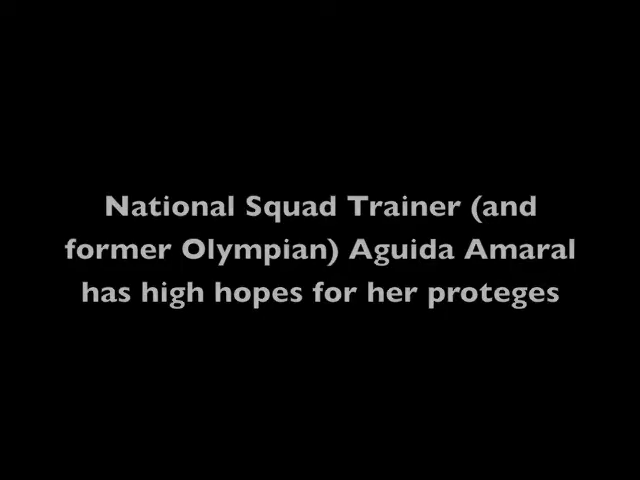 National Squad Trainer (and
former Olympian) Aguida Amaral
has high hopes for her proteges